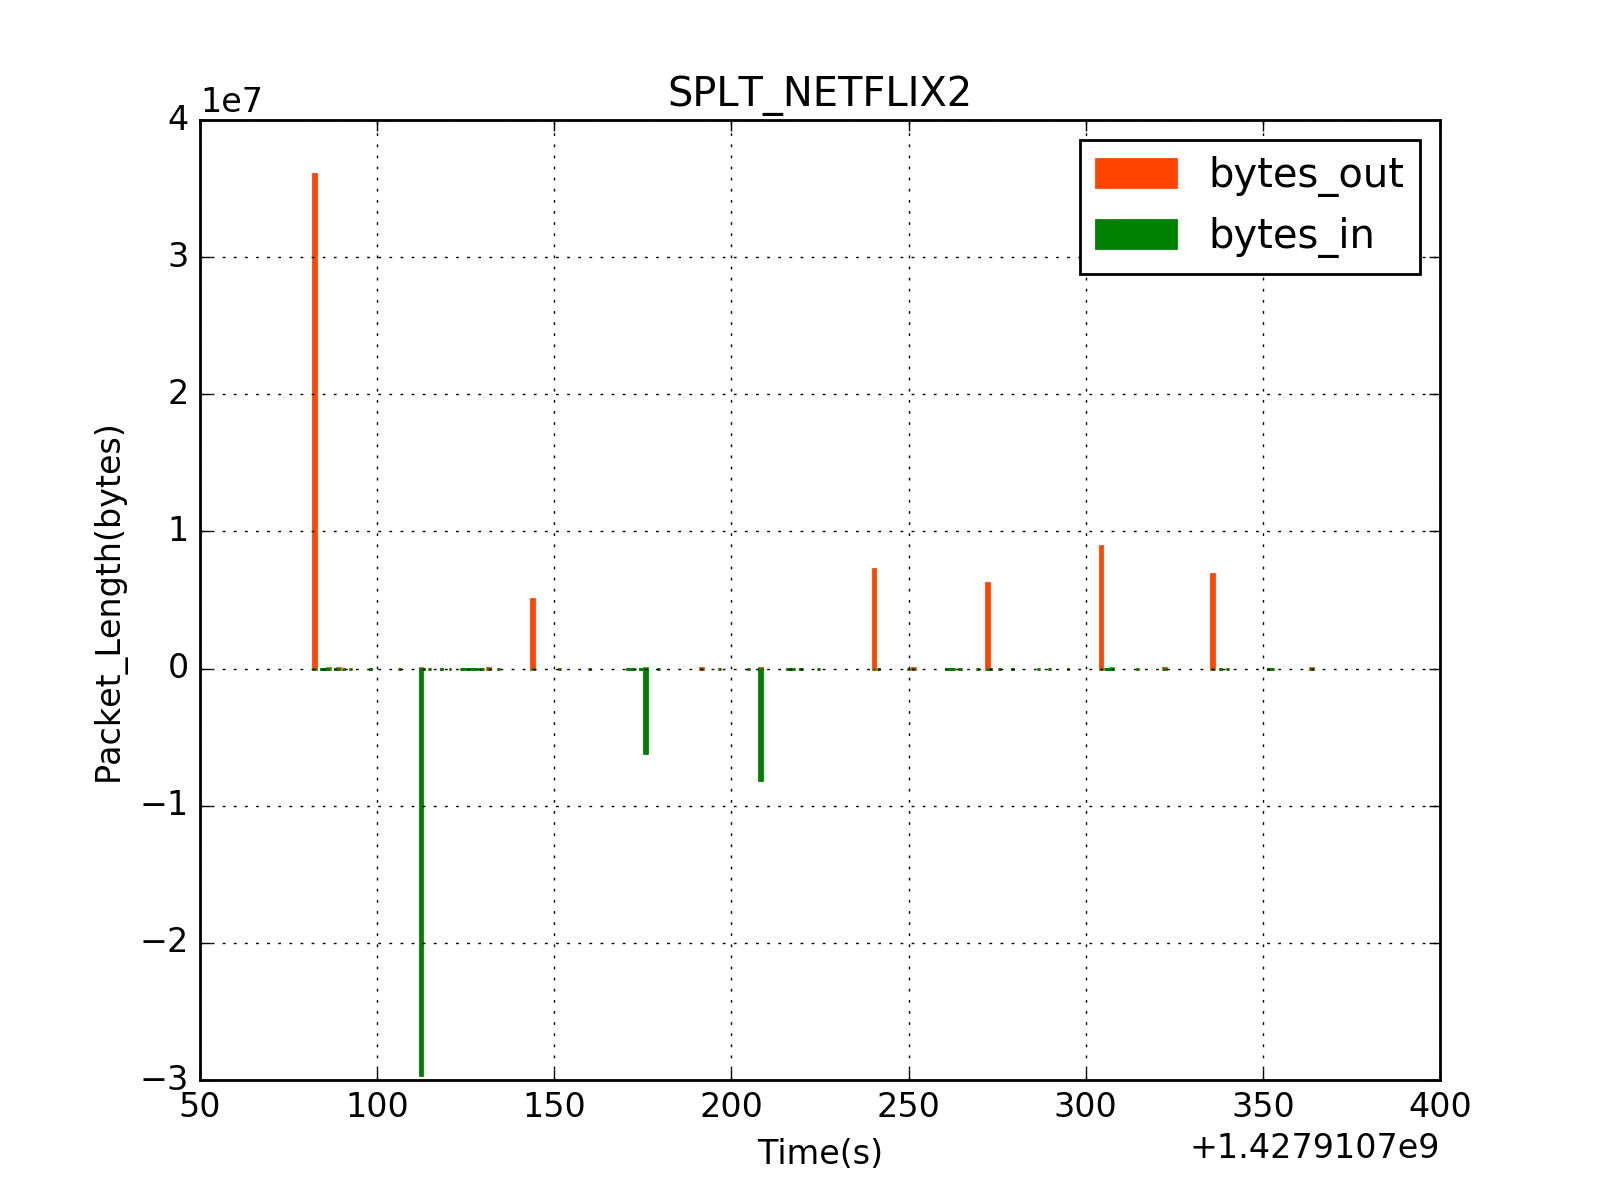 SPLT_NETFLIX2
1e7
bytes_out
bytes_in
4
3
2
1
0
−1
−2
−3
Packet_Length(bytes)
50 100 150 200 250 300 350 400
Time(s)
+1.4279107e9